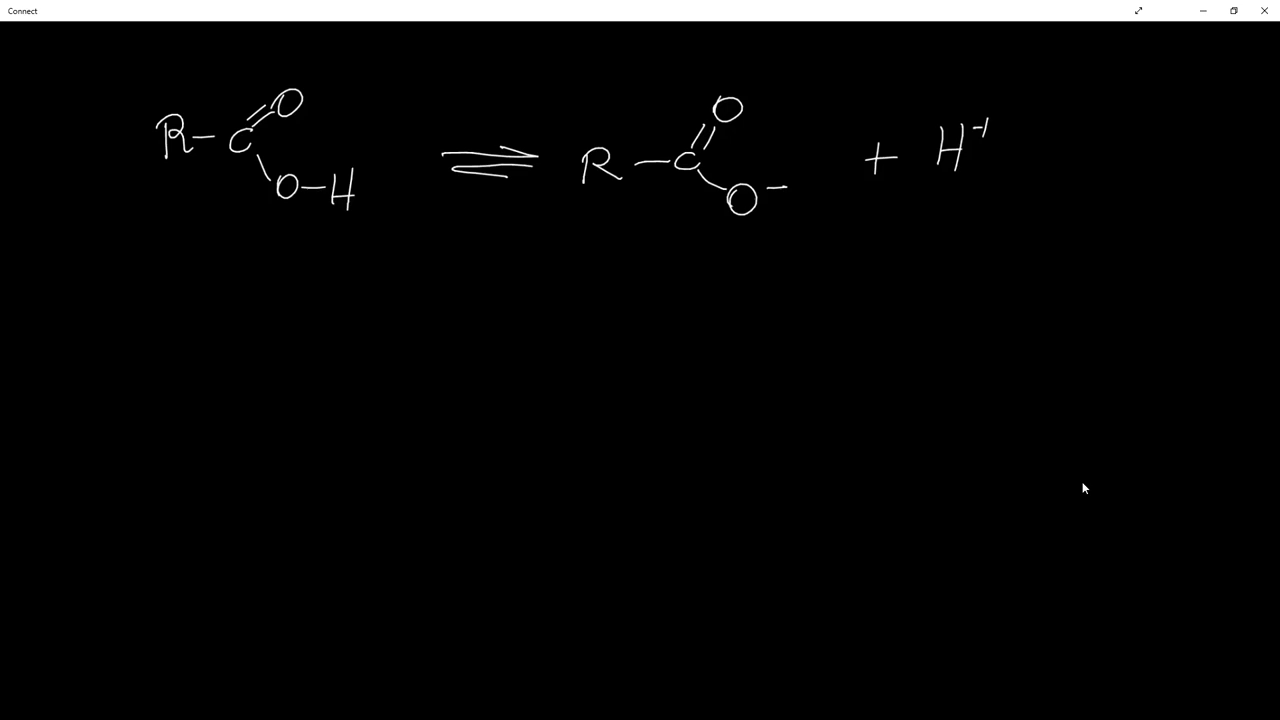 Connect
R-C=O O-H ⇌ R-C=O O- + H+